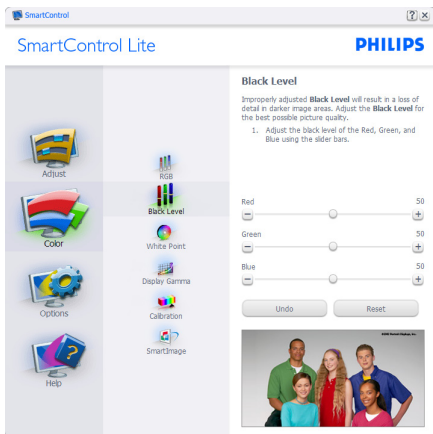 SmartControl
SmartControl Lite
PHILIPS
Adjust
Color
Options
Help
RGB
Black Level
White Point
Display Gamma
Calibration
SmartImage
Black Level
Improperly adjusted Black Level will result in a loss of
detail in darker image areas. Adjust the Black Level for
the best possible picture quality.
1. Adjust the black level of the Red, Green, and
Blue using the slider bars.
Red 50
Green 50
Blue 50
Undo Reset